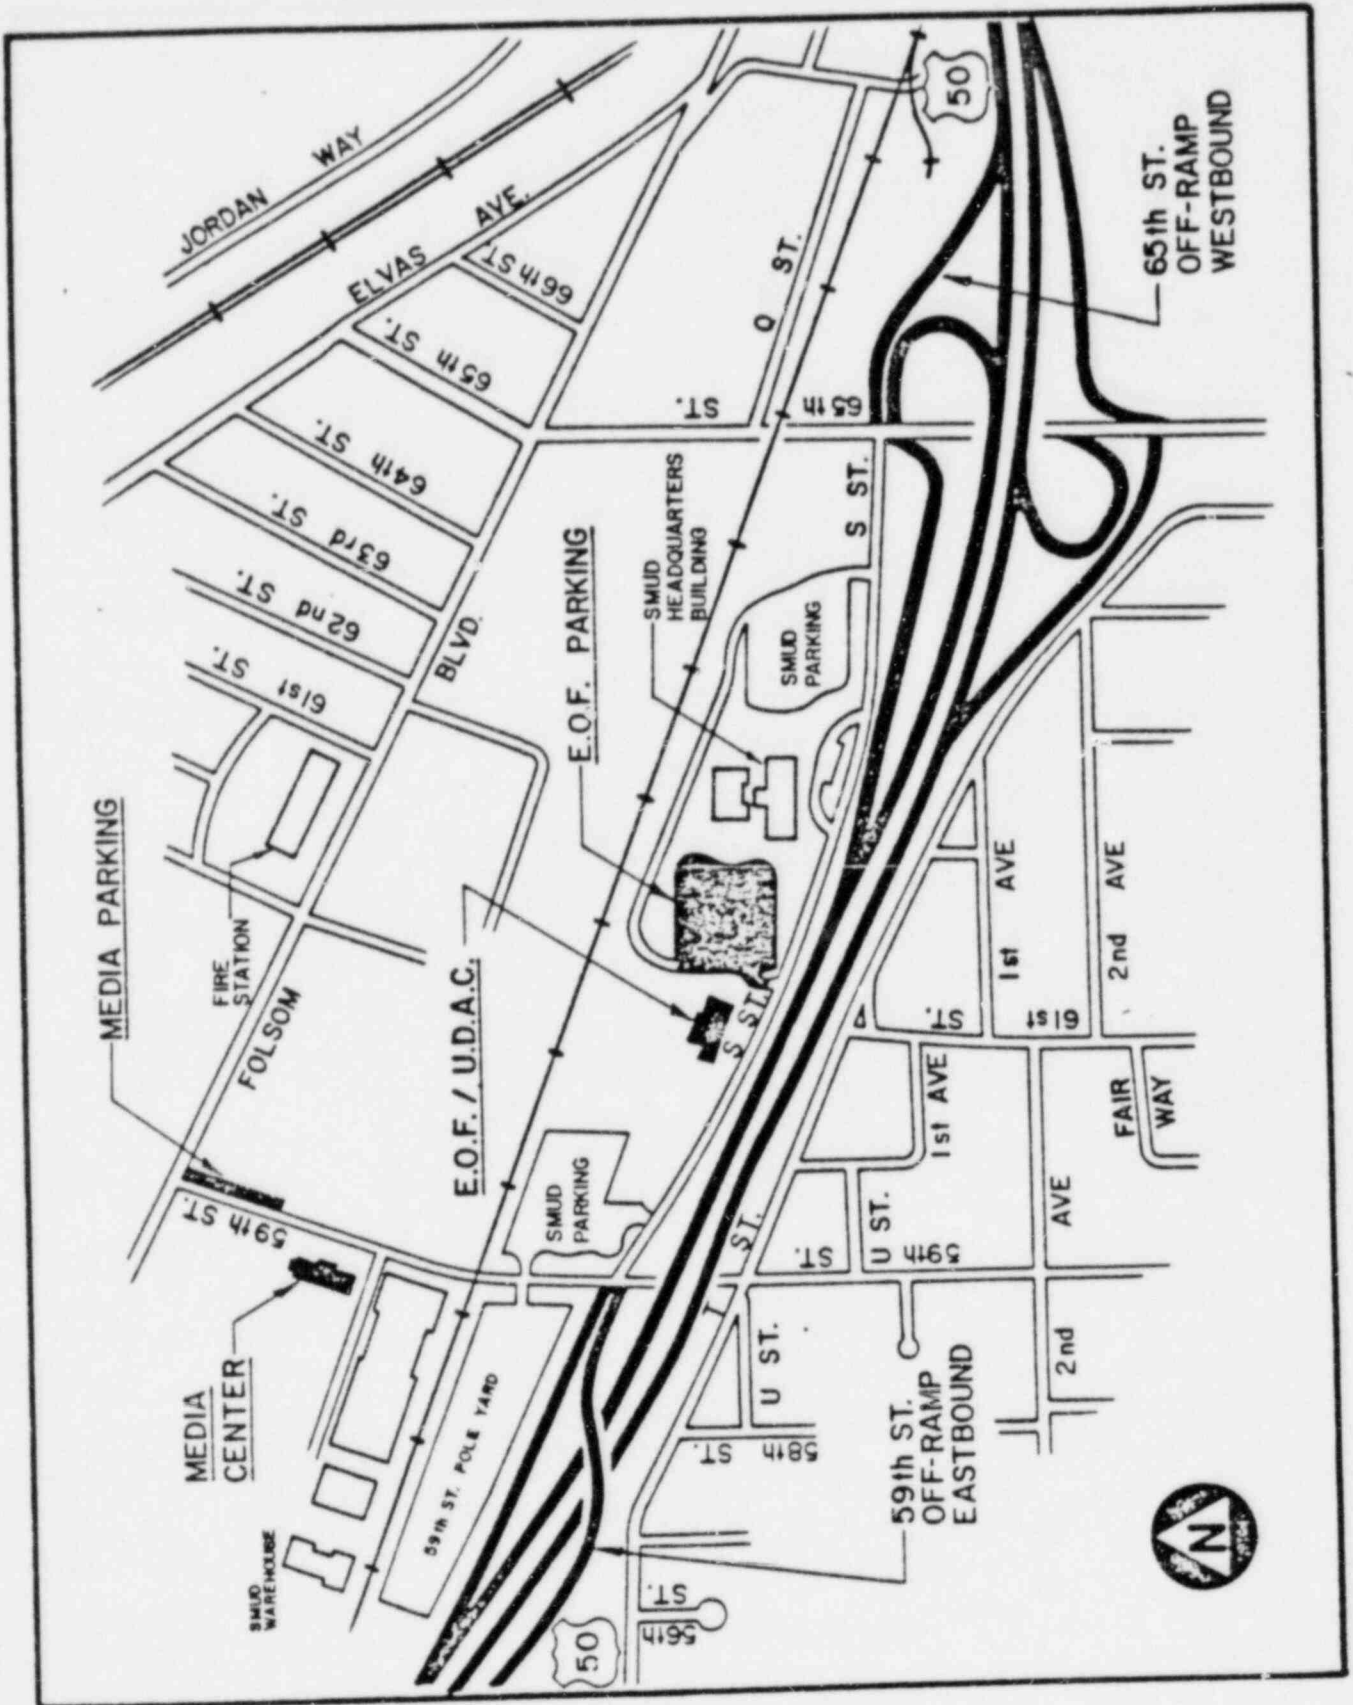 JORDAN WAY
ELVAS AVE.
66th ST.
65th ST.
64th ST.
63rd ST.
62nd ST.
61st ST.
FOLSOM BLVD.
Q ST.
65th ST.
S ST.
50
65th ST.
OFF-RAMP
WESTBOUND
MEDIA PARKING
FIRE
STATION
E.O.F. PARKING
SMUD
HEADQUARTERS
BUILDING
SMUD
PARKING
E.O.F. / U.D.A.C.
S ST.
59th ST.
MEDIA
CENTER
SMUD
PARKING
SMUD
WAREHOUSE
59th ST. POLE YARD
T ST.
1st AVE
2nd AVE
61st ST.
1st AVE
FAIR
WAY
U ST.
59th ST.
2nd AVE
U ST.
58th ST.
56th ST.
50
59th ST.
OFF-RAMP
EASTBOUND
N